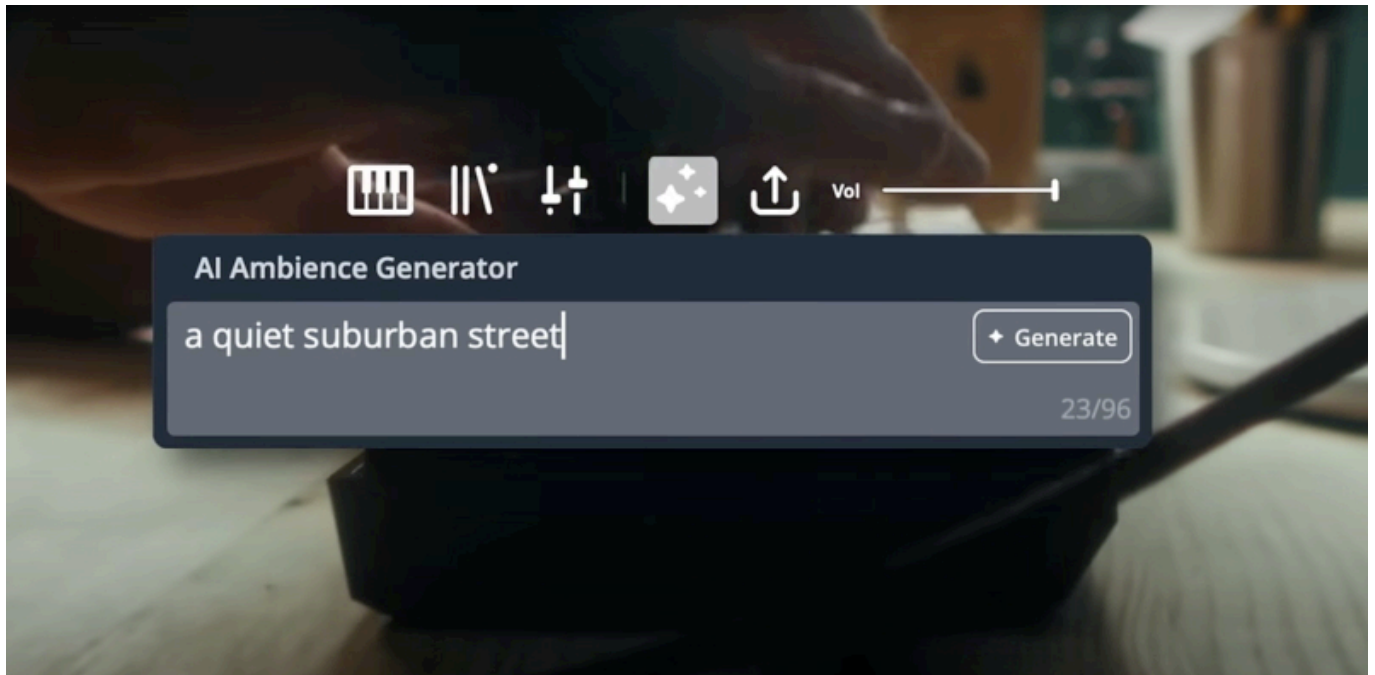 Vol
AI Ambience Generator
a quiet suburban street
Generate
23/96